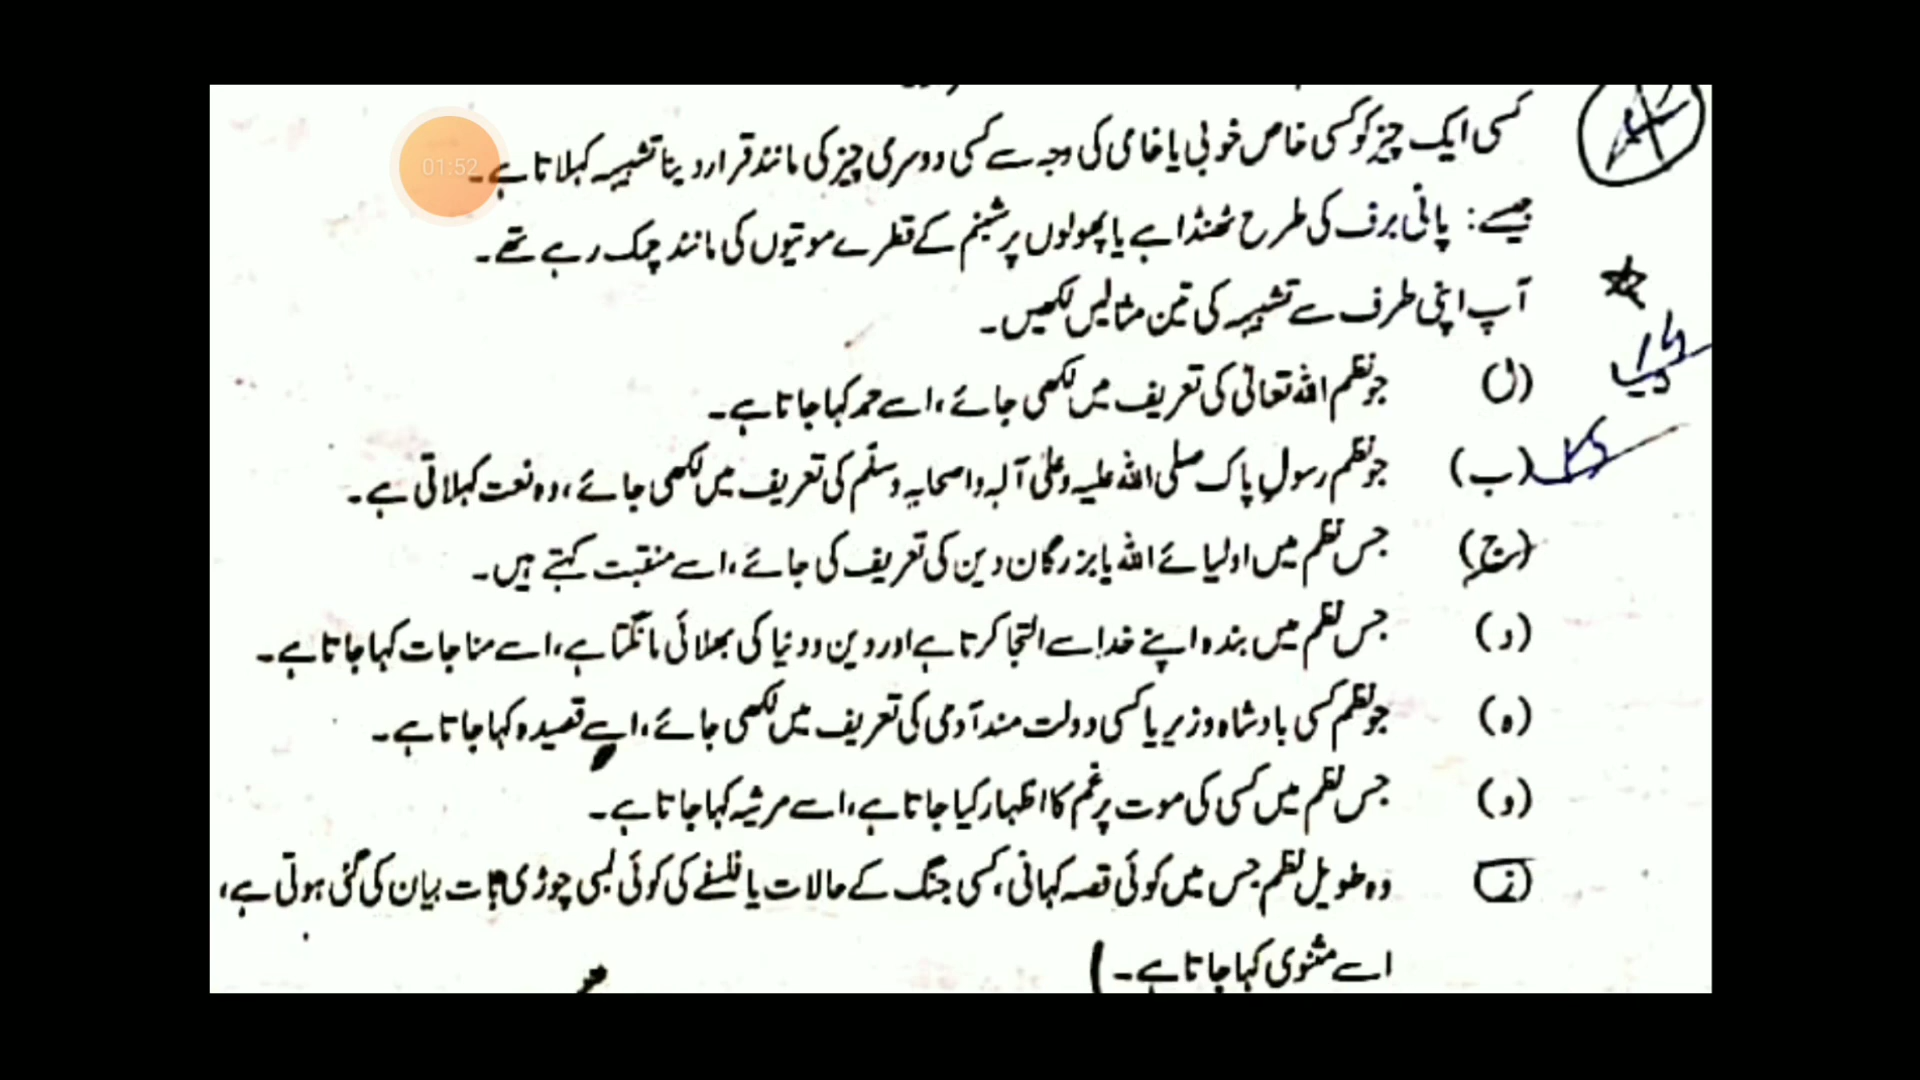 کسی ایک چیز کو کسی خاص خوبی یا خامی کی وجہ سے کسی دوسری چیز کی مانند قرار دینا تشبیہ کہلاتا ہے۔
01:52
جیسے: پانی برف کی طرح ٹھنڈا ہے یا پھولوں پر شبنم کے قطرے موتیوں کی مانند چمک رہے تھے۔
آپ اپنی طرف سے تشبیہ کی تین مثالیں لکھیں۔
(ل) جو نظم اللہ تعالیٰ کی تعریف میں لکھی جائے، اسے حمد کہا جاتا ہے۔
(ب) جو نظم رسولِ پاک صلی اللہ علیہ وعلیٰ آلہ واصحابہ وسلّم کی تعریف میں لکھی جائے، وہ نعت کہلاتی ہے۔
(ج) جس نظم میں اولیائے اللہ یا بزرگان دین کی تعریف کی جائے، اسے منقبت کہتے ہیں۔
(د) جس نظم میں بندہ اپنے خدا سے التجا کرتا ہے اور دین و دنیا کی بھلائی مانگتا ہے، اسے مناجات کہا جاتا ہے۔
(ہ) جو نظم کسی بادشاہ وزیر یا کسی دولت مند آدمی کی تعریف میں لکھی جائے، اسے قصیدہ کہا جاتا ہے۔
(و) جس نظم میں کسی کی موت پر غم کا اظہار کیا جاتا ہے، اسے مرثیہ کہا جاتا ہے۔
(ز) وہ طویل نظم جس میں کوئی قصہ کہانی، کسی جنگ کے حالات یا فلسفے کی کوئی لمبی چوڑی بات بیان کی گئی ہوتی ہے،
اسے مثنوی کہا جاتا ہے۔)